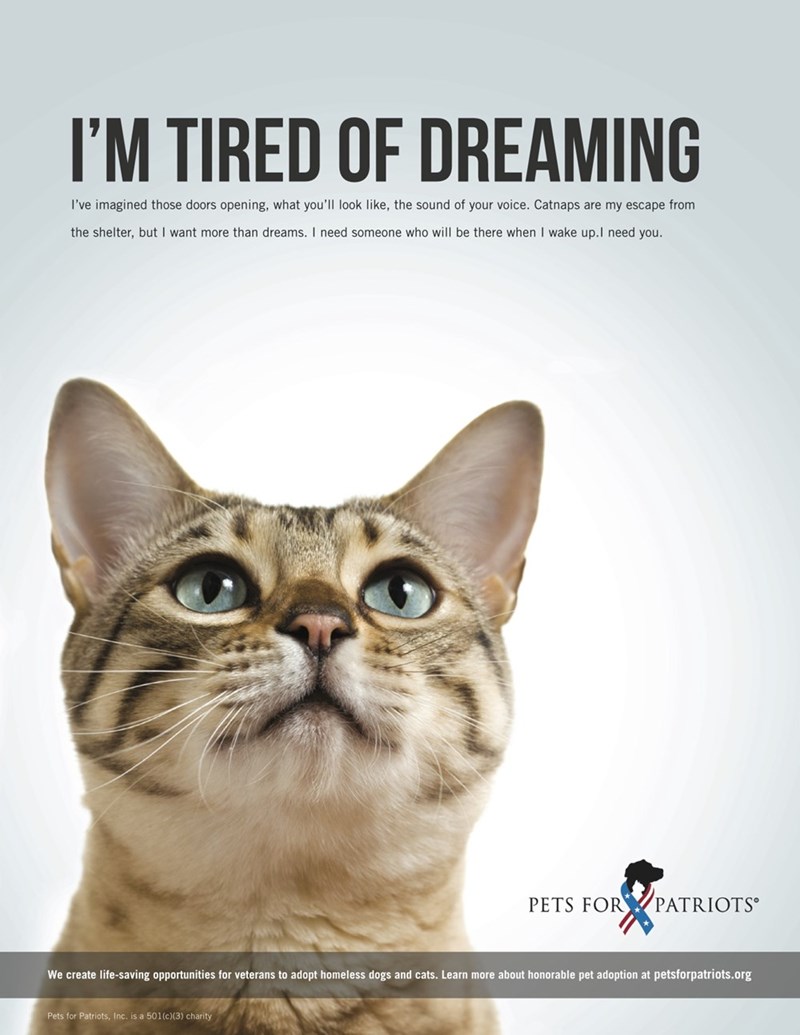 I'M TIRED OF DREAMING
I've imagined those doors opening, what you'll look like, the sound of your voice. Catnaps are my escape from
the shelter, but I want more than dreams. I need someone who will be there when I wake up.I need you.
PETS FOR PATRIOTS®
We create life-saving opportunities for veterans to adopt homeless dogs and cats. Learn more about honorable pet adoption at petsforpatriots.org
Pets for Patriots, Inc. is a 501(c)(3) charity